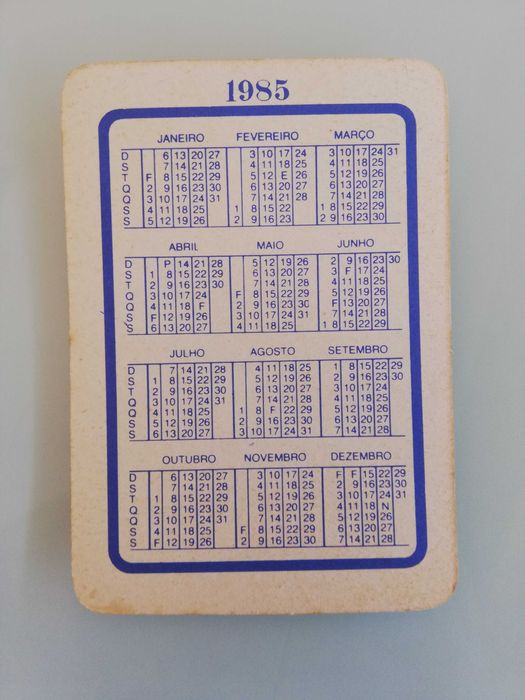 1985
JANEIRO FEVEREIRO MARÇO
D 6 13 20 27 3 10 17 24 3 10 17 24 31
S 7 14 21 28 4 11 18 25 4 11 18 25
T F 8 15 22 29 5 12 E 26 5 12 19 26
Q 2 9 16 23 30 6 13 20 27 6 13 20 27
Q 3 10 17 24 31 7 14 21 28 7 14 21 28
S 4 11 18 25 1 8 15 22 1 8 15 22 29
S 5 12 19 26 2 9 16 23 2 9 16 23 30
ABRIL MAIO JUNHO
D P 14 21 28 5 12 19 26 2 9 16 23 30
S 1 8 15 22 29 6 13 20 27 3 F 17 24
T 2 9 16 23 30 7 14 21 28 4 11 18 25
Q 3 10 17 24 F 8 15 22 29 5 12 19 26
Q 4 11 18 F 2 9 16 23 30 F 13 20 27
S F 12 19 26 3 10 17 24 31 7 14 21 28
S 6 13 20 27 4 11 18 25 1 8 15 22 29
JULHO AGOSTO SETEMBRO
D 7 14 21 28 4 11 18 25 1 8 15 22 29
S 1 8 15 22 29 5 12 19 26 2 9 16 23 30
T 2 9 16 23 30 6 13 20 27 3 10 17 24
Q 3 10 17 24 31 7 14 21 28 4 11 18 25
Q 4 11 18 25 1 8 F 22 29 5 12 19 26
S 5 12 19 26 2 9 16 23 30 6 13 20 27
S 6 13 20 27 3 10 17 24 31 7 14 21 28
OUTUBRO NOVEMBRO DEZEMBRO
D 6 13 20 27 3 10 17 24 F F 15 22 29
S 7 14 21 28 4 11 18 25 2 9 16 23 30
T 1 8 15 22 29 5 12 19 26 3 10 17 24 31
Q 2 9 16 23 30 6 13 20 27 4 11 18 N
Q 3 10 17 24 31 7 14 21 28 5 12 19 26
S 4 11 18 25 F 8 15 22 29 6 13 20 27
S F 12 19 26 2 9 16 23 30 7 14 21 28